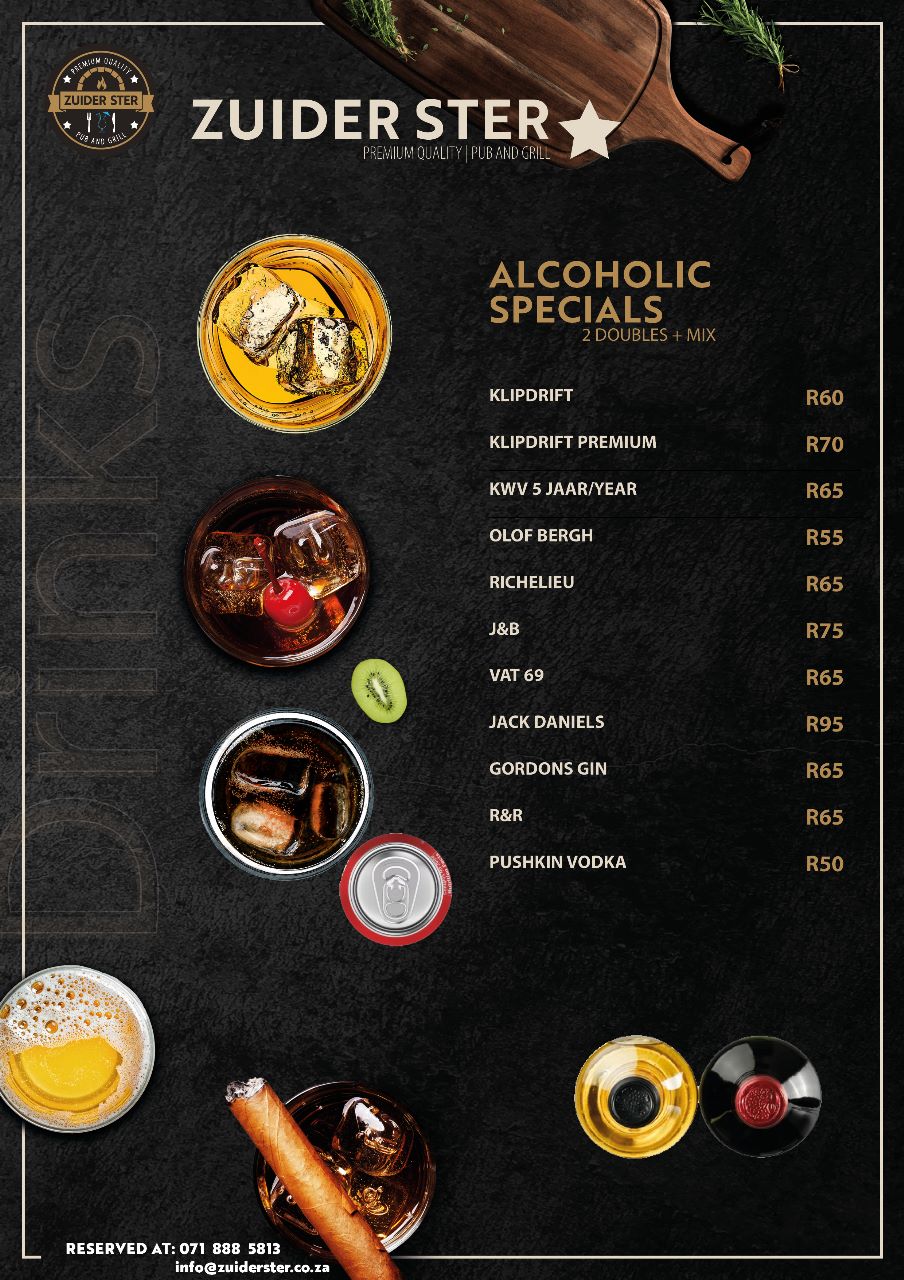 PREMIUM QUALITY
ZUIDER STER
PUB AND GRILL
ZUIDER STER
PREMIUM QUALITY | PUB AND GRILL
Drinks
ALCOHOLIC
SPECIALS
2 DOUBLES + MIX
KLIPDRIFT R60
KLIPDRIFT PREMIUM R70
KWV 5 JAAR/YEAR R65
OLOF BERGH R55
RICHELIEU R65
J&B R75
VAT 69 R65
JACK DANIELS R95
GORDONS GIN R65
R&R R65
PUSHKIN VODKA R50
RESERVED AT: 071 888 5813
info@zuiderster.co.za